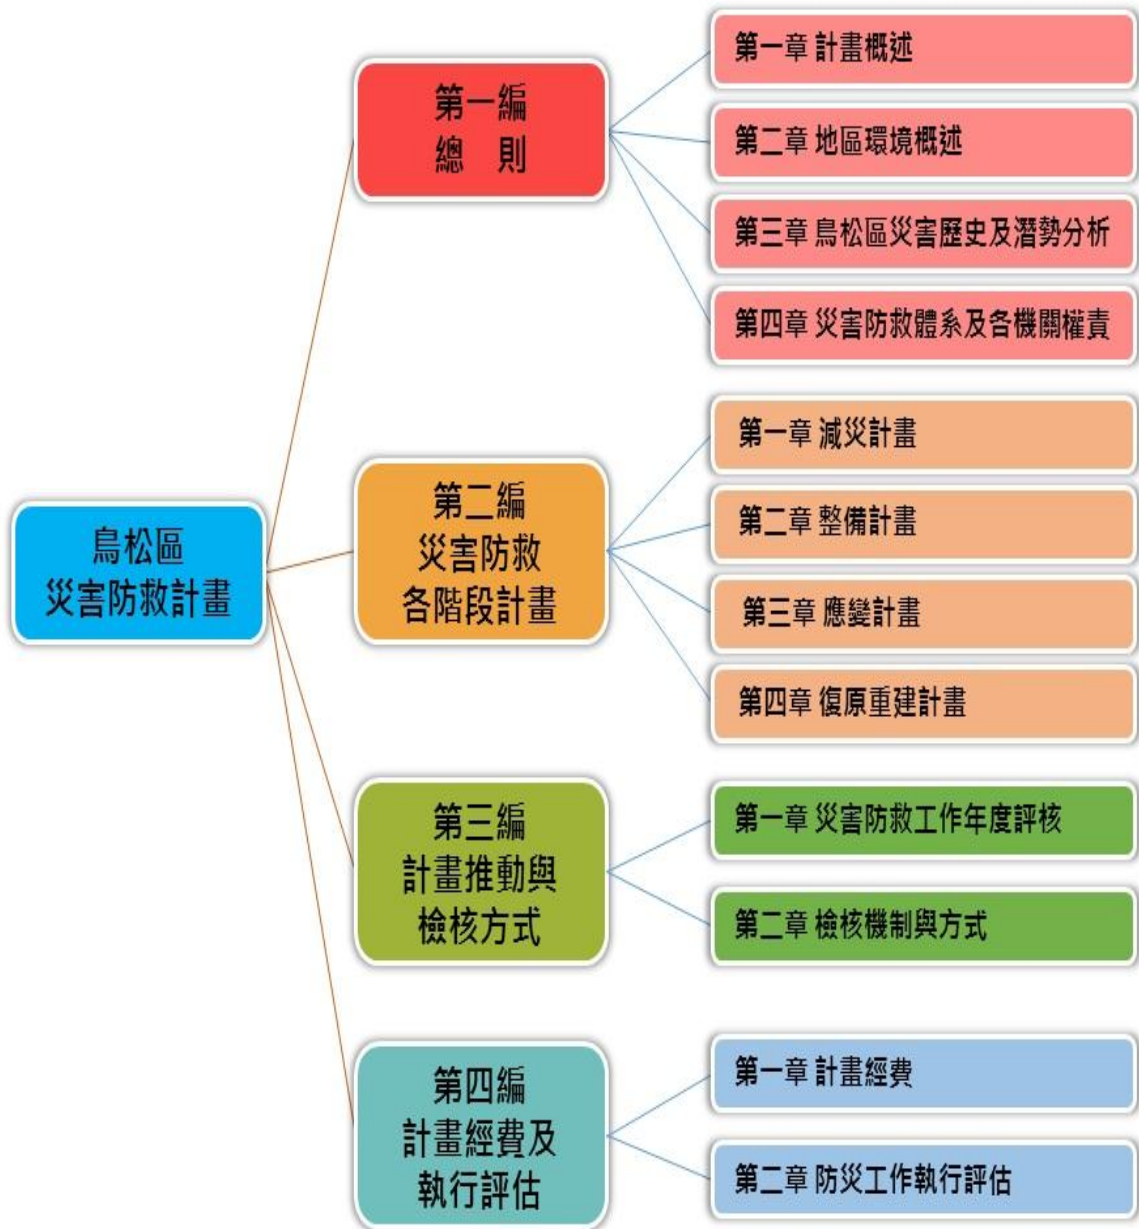 鳥松區
災害防救計畫
第一編
總　則
第一章 計畫概述
第二章 地區環境概述
第三章 鳥松區災害歷史及潛勢分析
第四章 災害防救體系及各機關權責
第二編
災害防救
各階段計畫
第一章 減災計畫
第二章 整備計畫
第三章 應變計畫
第四章 復原重建計畫
第三編
計畫推動與
檢核方式
第一章 災害防救工作年度評核
第二章 檢核機制與方式
第四編
計畫經費及
執行評估
第一章 計畫經費
第二章 防災工作執行評估